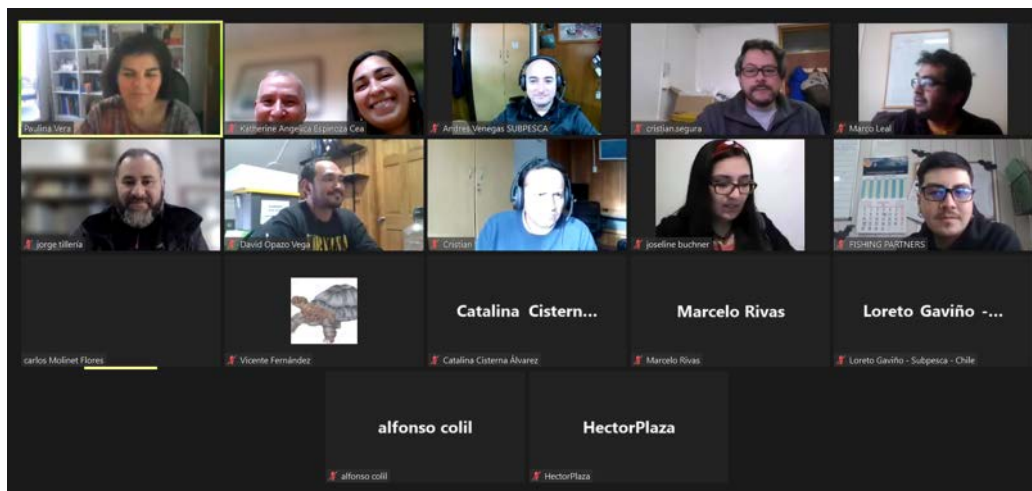 Paulina Vera
Katherine Angelica Espinoza Cea
Andres Venegas SUBPESCA
cristian.segura
Marco Leal
jorge tillería
David Opazo Vega
Cristian
joseline buchner
FISHING PARTNERS
Catalina Cistern...
Marcelo Rivas
Loreto Gaviño -...
carlos Molinet Flores
Vicente Fernández
Catalina Cisterna Álvarez
Marcelo Rivas
Loreto Gaviño - Subpesca - Chile
alfonso colil
HectorPlaza
alfonso colil
HectorPlaza